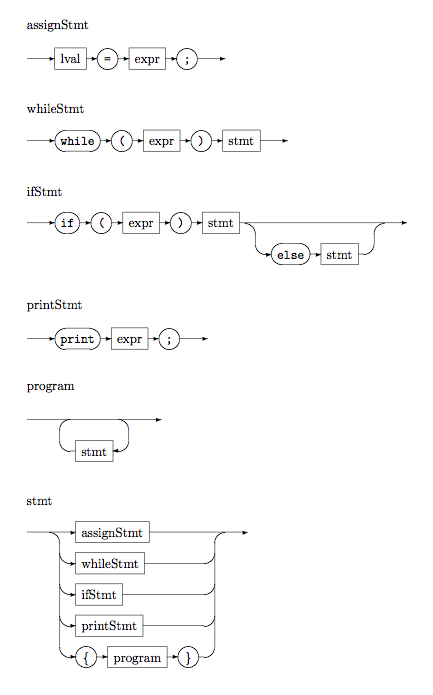 assignStmt
lval = expr ;
whileStmt
while ( expr ) stmt
ifStmt
if ( expr ) stmt
else stmt
printStmt
print expr ;
program
stmt
stmt
assignStmt
whileStmt
ifStmt
printStmt
{ program }